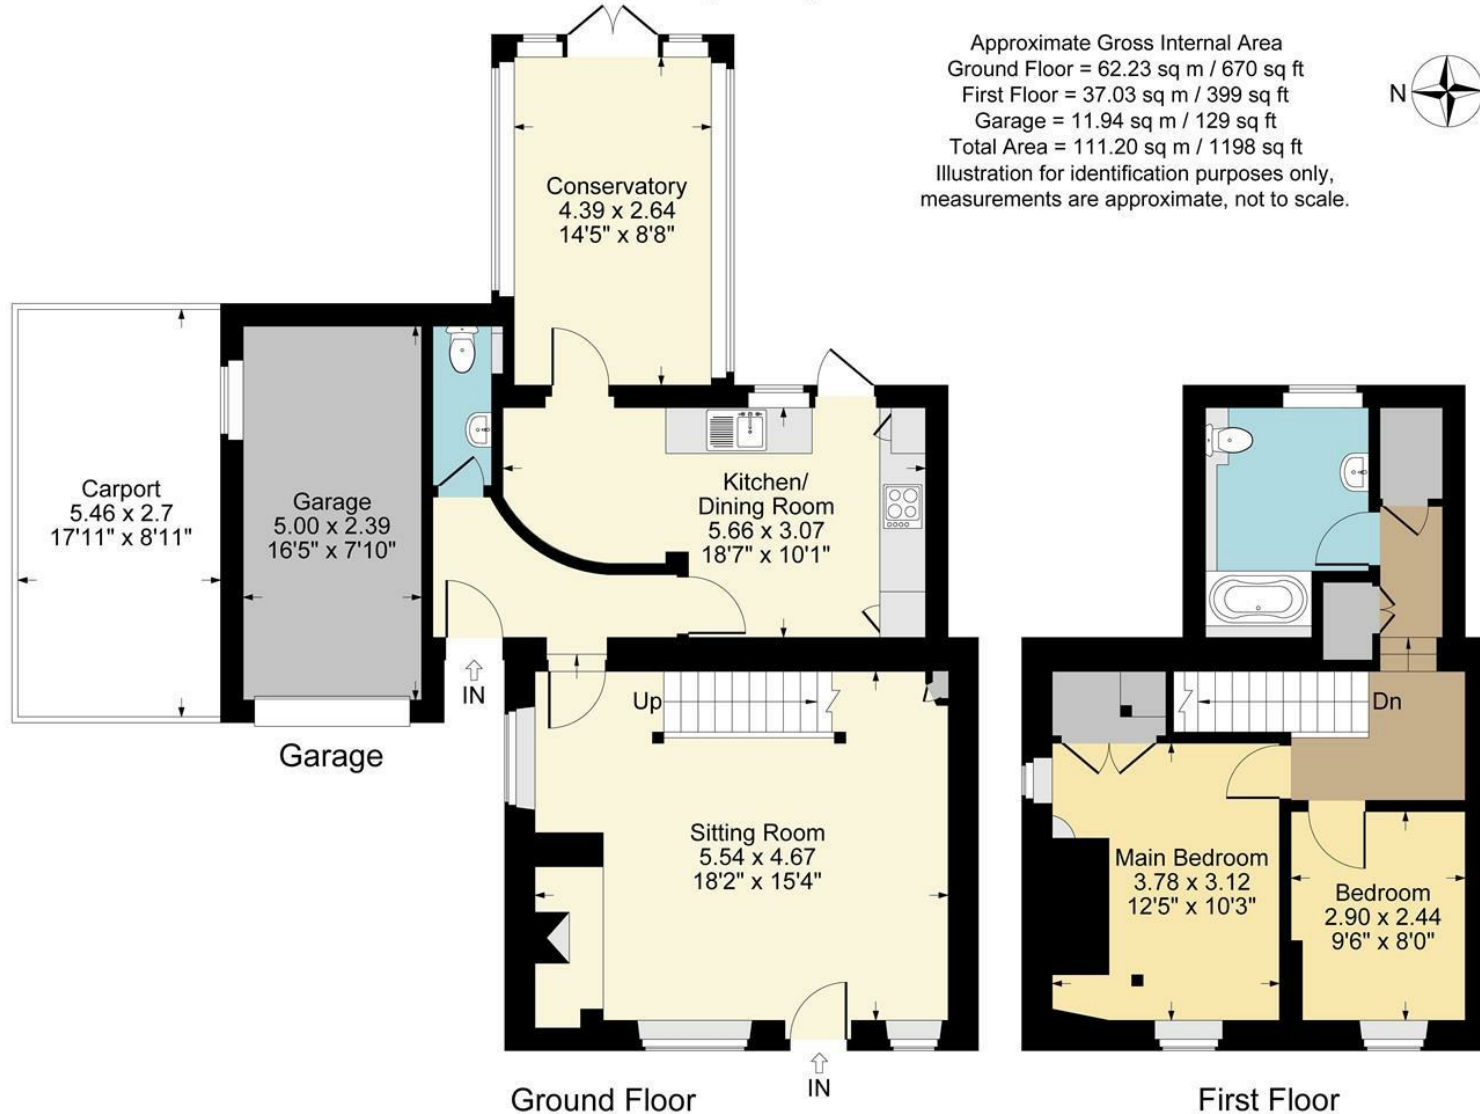 Approximate Gross Internal Area
Ground Floor = 62.23 sq m / 670 sq ft
First Floor = 37.03 sq m / 399 sq ft
Garage = 11.94 sq m / 129 sq ft
Total Area = 111.20 sq m / 1198 sq ft
Illustration for identification purposes only,
measurements are approximate, not to scale.
N
Conservatory
4.39 x 2.64
14'5" x 8'8"
Carport
5.46 x 2.7
17'11" x 8'11"
Garage
5.00 x 2.39
16'5" x 7'10"
Kitchen/
Dining Room
5.66 x 3.07
18'7" x 10'1"
IN
Garage
Up
Sitting Room
5.54 x 4.67
18'2" x 15'4"
IN
Ground Floor
Dn
Main Bedroom
3.78 x 3.12
12'5" x 10'3"
Bedroom
2.90 x 2.44
9'6" x 8'0"
First Floor